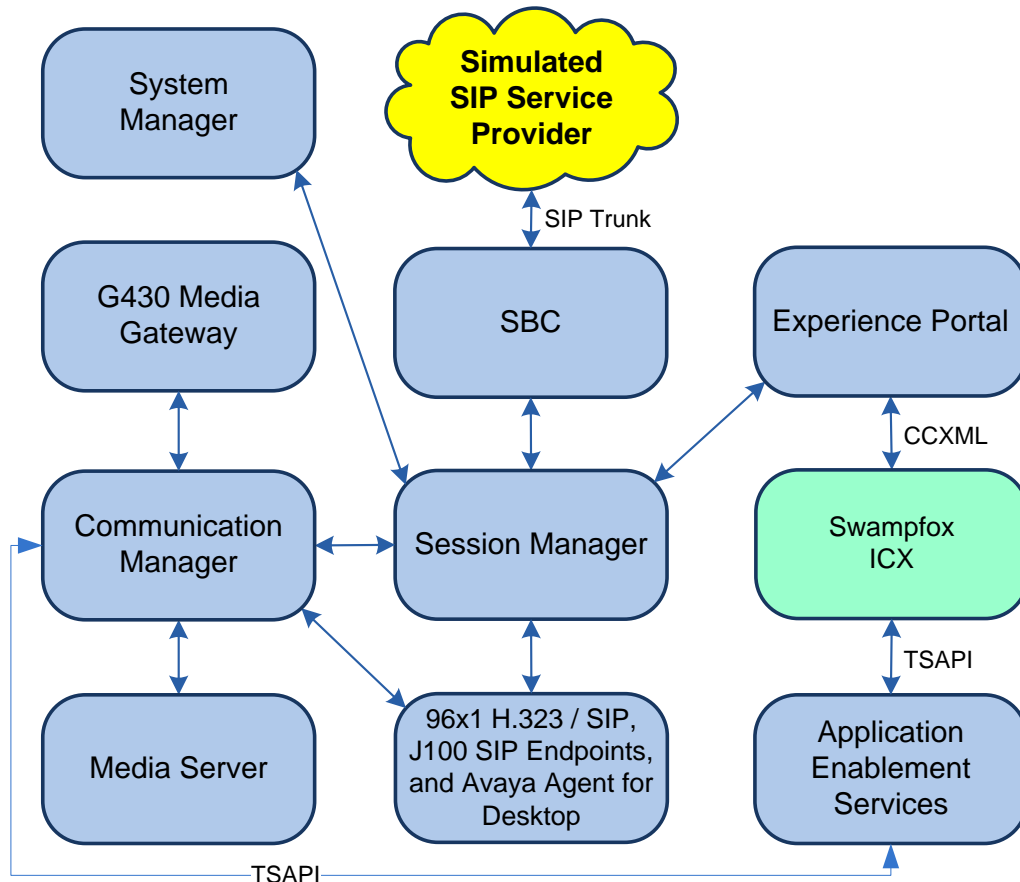 System
Manager
Simulated
SIP Service
Provider
SIP Trunk
G430 Media
Gateway
SBC
Experience Portal
CCXML
Communication
Manager
Session Manager
Swampfox
ICX
TSAPI
Media Server
96x1 H.323 / SIP,
J100 SIP Endpoints,
and Avaya Agent for
Desktop
Application
Enablement
Services
TSAPI